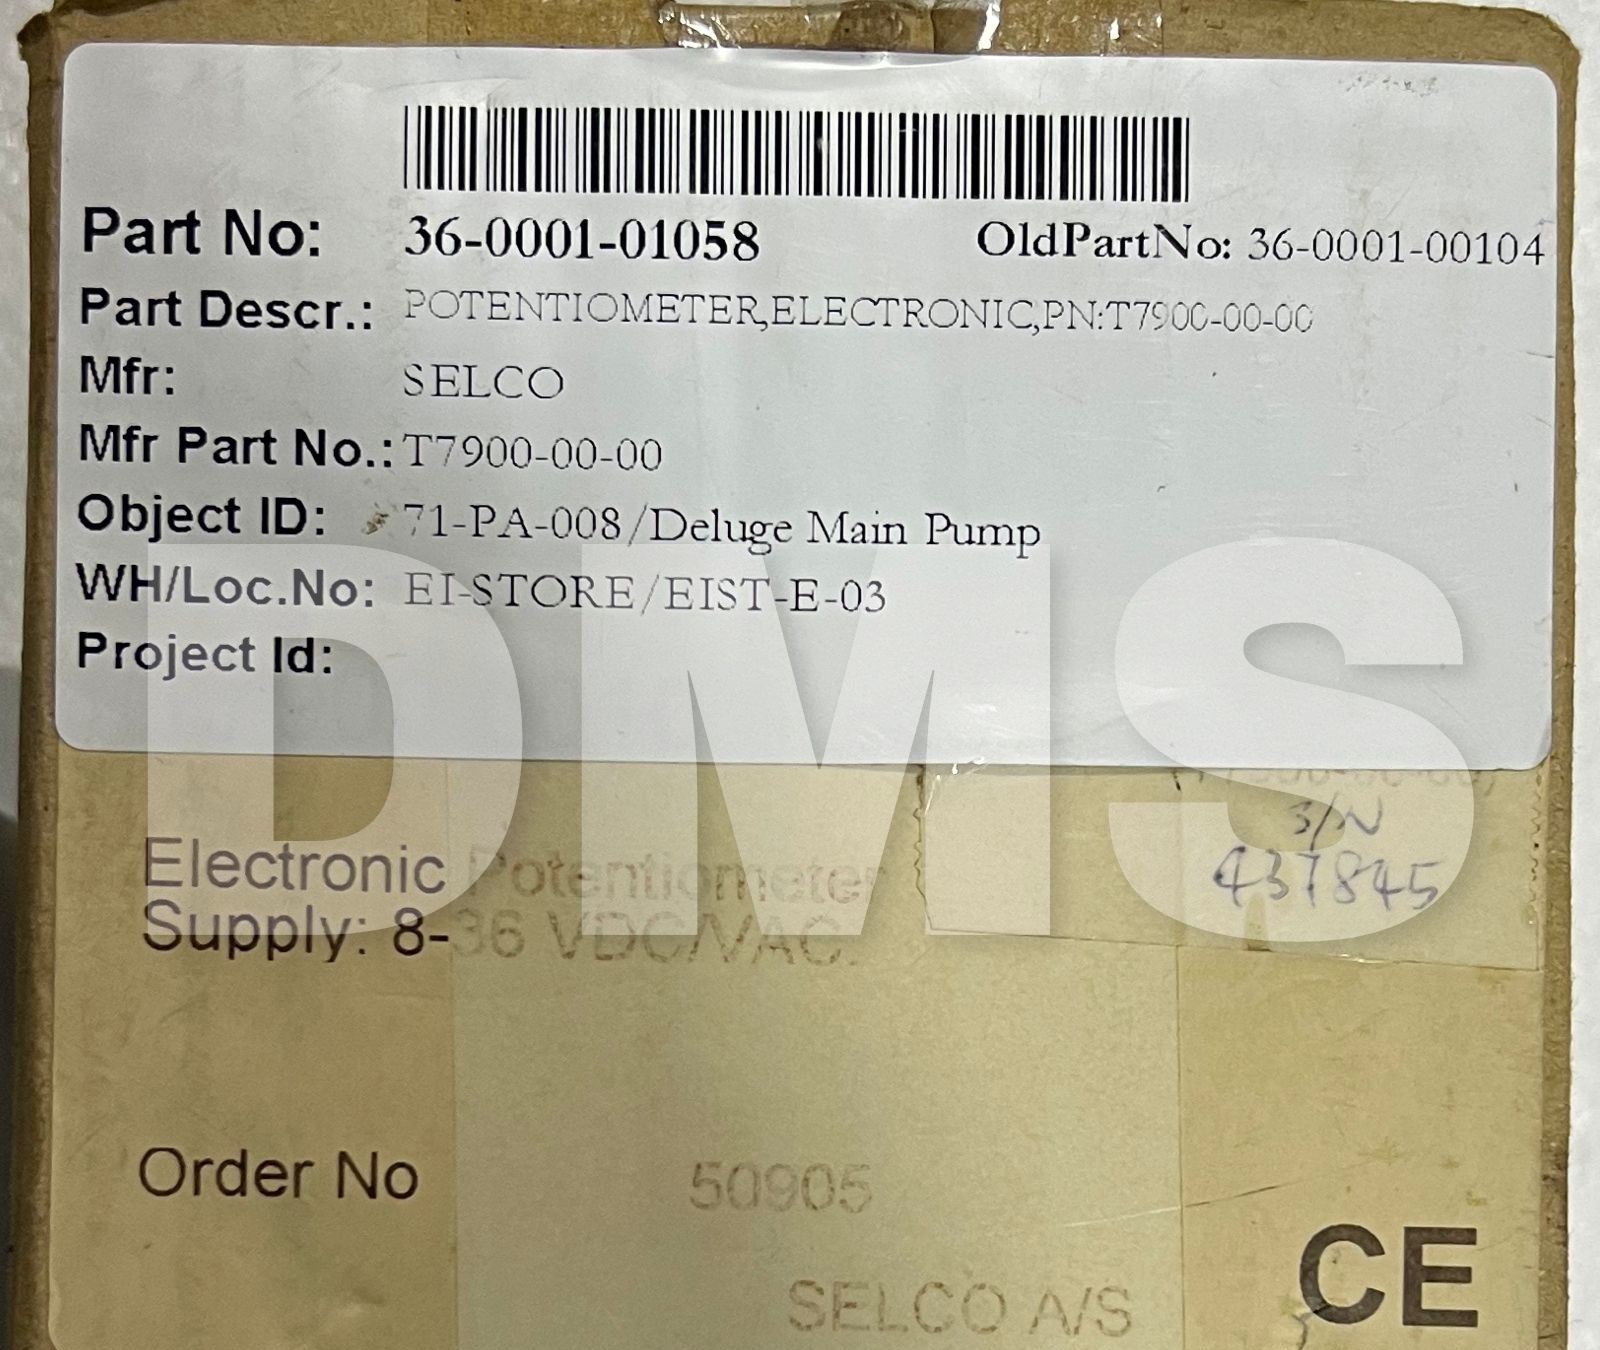 Part No: 36-0001-01058 OldPartNo: 36-0001-00104
Part Descr.: POTENTIOMETER,ELECTRONIC,PN:T7900-00-00
Mfr: SELCO
Mfr Part No.: T7900-00-00
Object ID: 71-PA-008/Deluge Main Pump
WH/Loc.No: EI-STORE/EIST-E-03
Project Id:
DMS
S/N
437845
Electronic Potentiometer
Supply: 8-36 VDC/VAC.
Order No 50905
CE
SELCO A/S